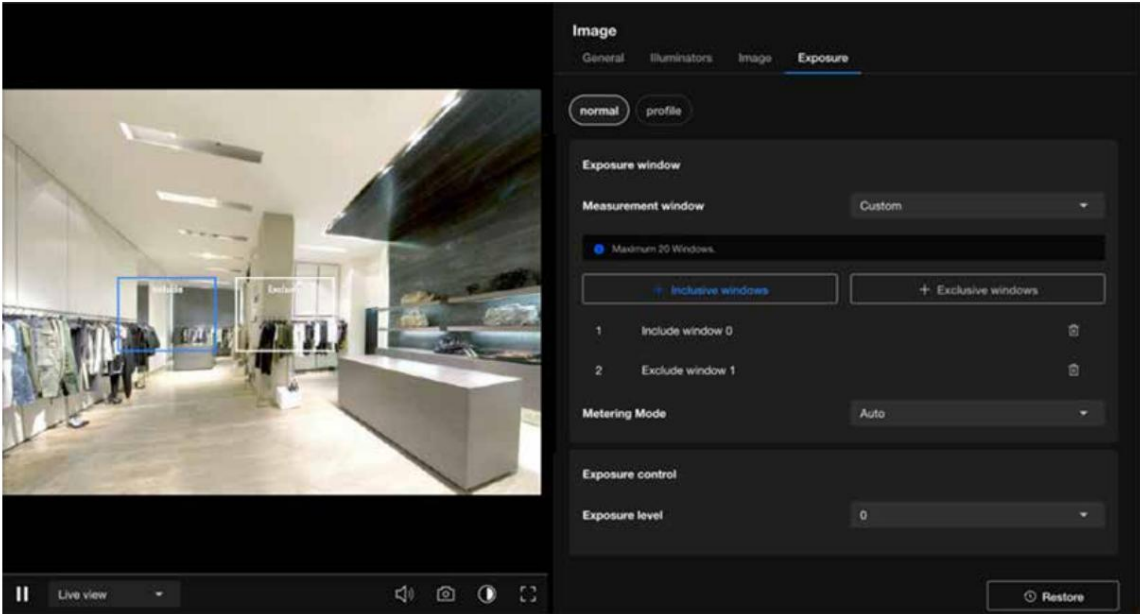 Image
General Illuminators Image Exposure
normal profile
Exposure window
Measurement window Custom
Maximum 20 Windows.
+ Inclusive windows + Exclusive windows
1 Include window 0
2 Exclude window 1
Metering Mode Auto
Exposure control
Exposure level 0
Live view
Restore